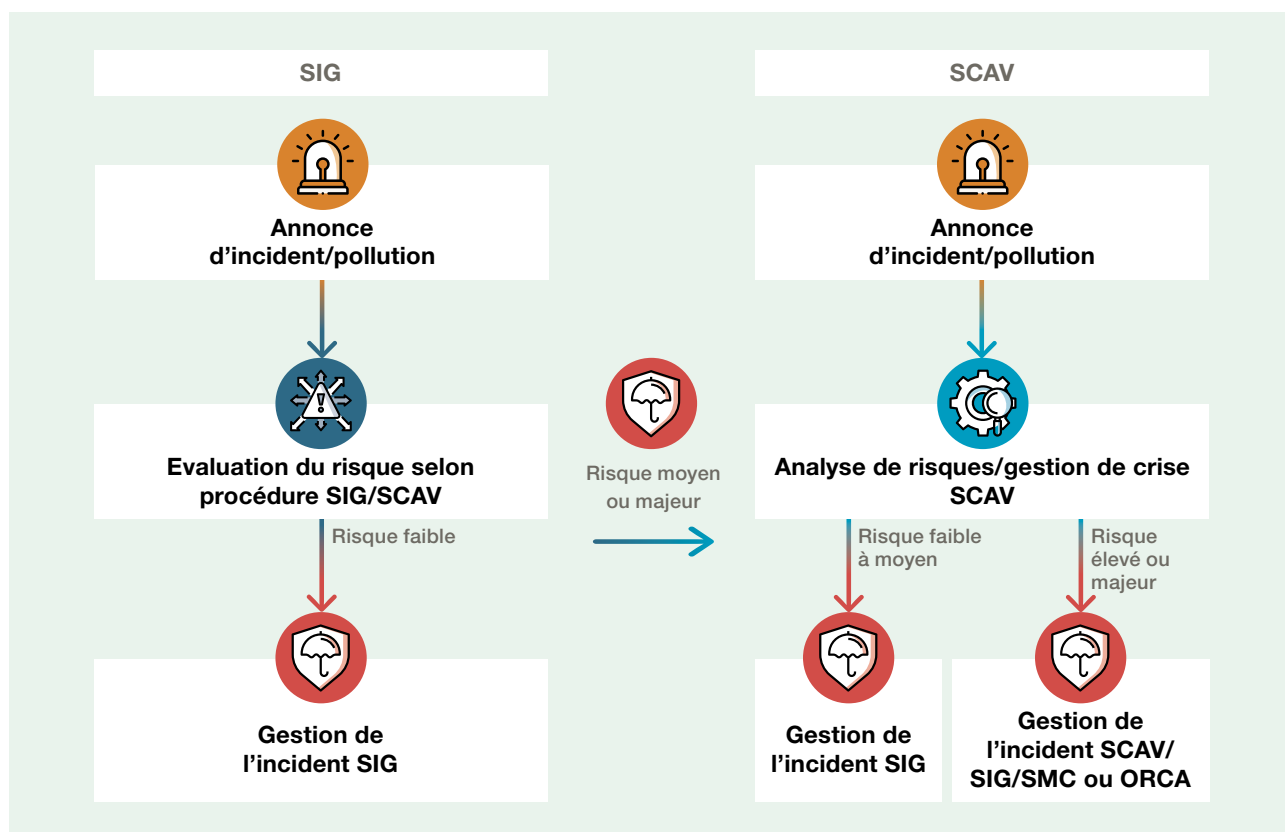 SIG
SCAV
Annonce
d’incident/pollution
Annonce
d’incident/pollution
Evaluation du risque selon
procédure SIG/SCAV
Risque moyen
ou majeur
Analyse de risques/gestion de crise
SCAV
Risque faible
Risque faible
à moyen
Risque
élevé ou
majeur
Gestion de
l’incident SIG
Gestion de
l’incident SIG
Gestion de
l’incident SCAV/
SIG/SMC ou ORCA